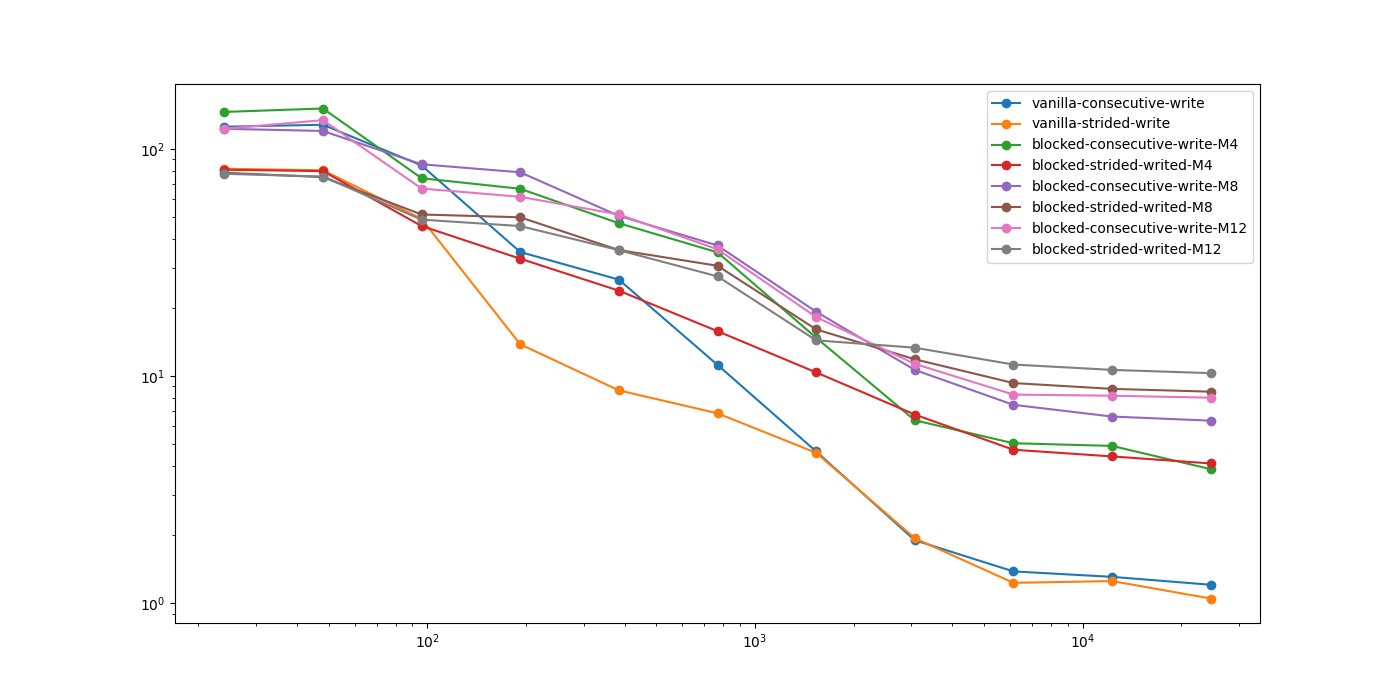 10²
10¹
10⁰
10²
10³
10⁴
vanilla-consecutive-write
vanilla-strided-write
blocked-consecutive-write-M4
blocked-strided-writed-M4
blocked-consecutive-write-M8
blocked-strided-writed-M8
blocked-consecutive-write-M12
blocked-strided-writed-M12